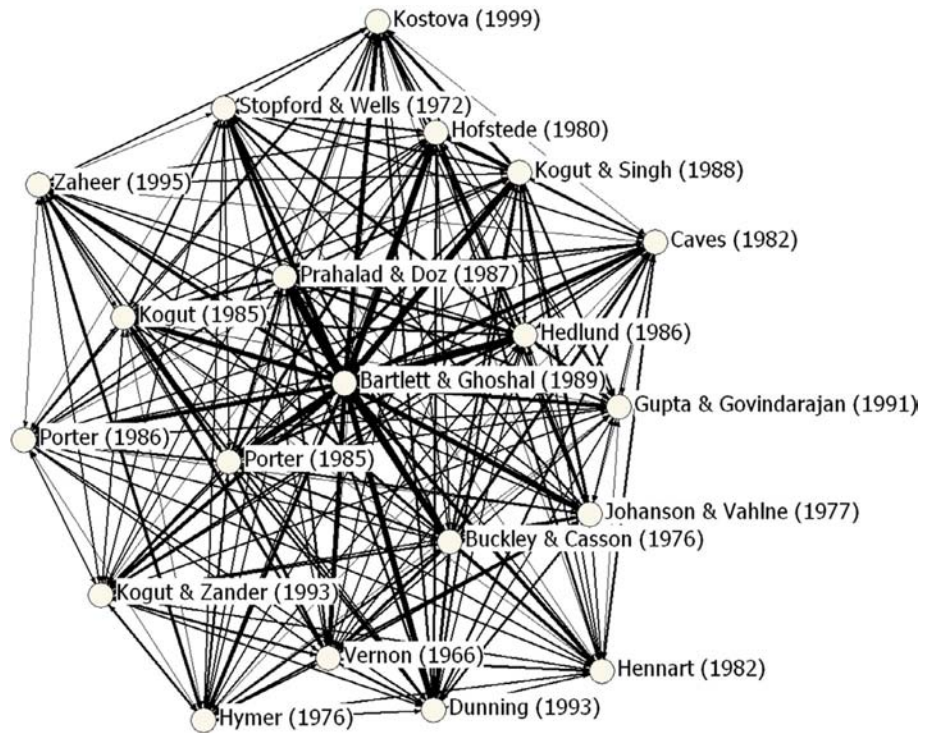 Kostova (1999)
Stopford & Wells (1972)
Hofstede (1980)
Kogut & Singh (1988)
Zaheer (1995)
Caves (1982)
Prahalad & Doz (1987)
Kogut (1985)
Hedlund (1986)
Bartlett & Ghoshal (1989)
Gupta & Govindarajan (1991)
Porter (1986)
Porter (1985)
Johanson & Vahlne (1977)
Buckley & Casson (1976)
Kogut & Zander (1993)
Vernon (1966)
Hennart (1982)
Hymer (1976)
Dunning (1993)